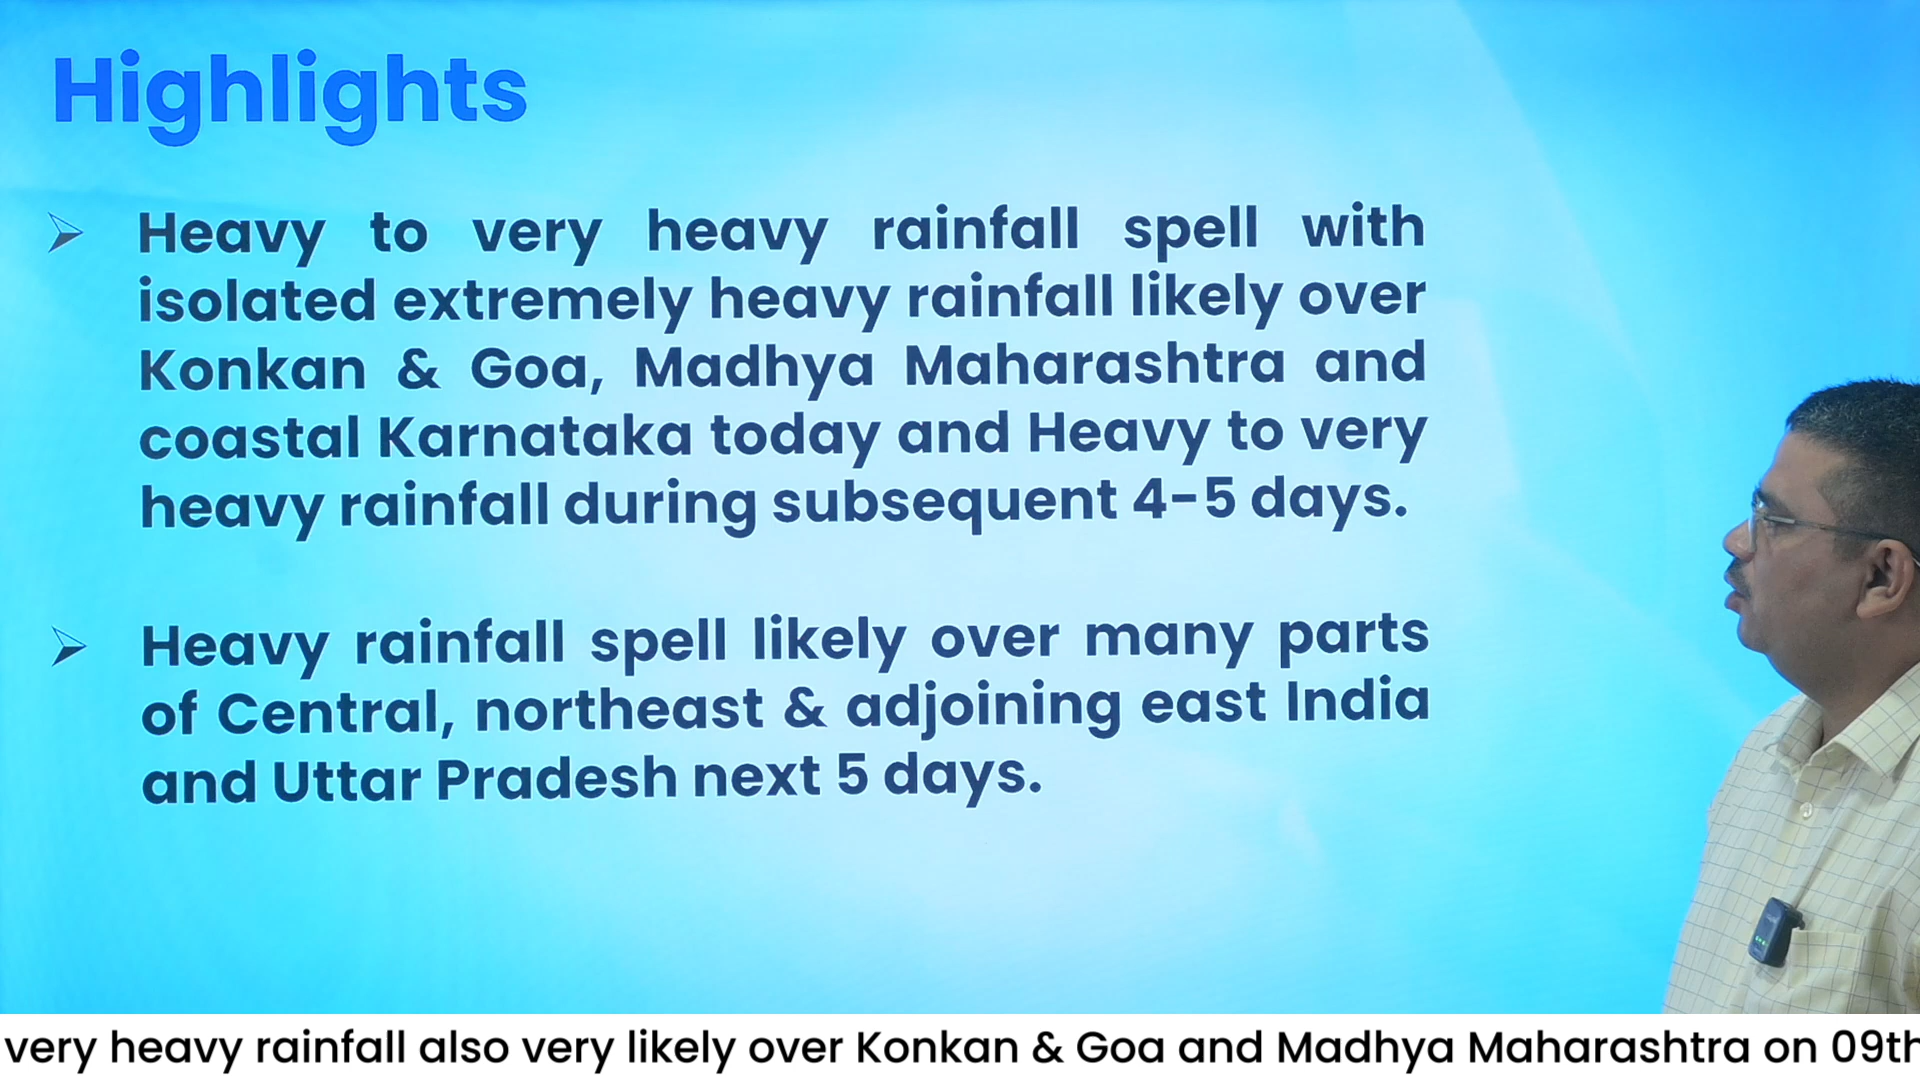 Highlights
Heavy to very heavy rainfall spell with
isolated extremely heavy rainfall likely over
Konkan & Goa, Madhya Maharashtra and
coastal Karnataka today and Heavy to very
heavy rainfall during subsequent 4-5 days.
Heavy rainfall spell likely over many parts
of Central, northeast & adjoining east India
and Uttar Pradesh next 5 days.
very heavy rainfall also very likely over Konkan & Goa and Madhya Maharashtra on 09th